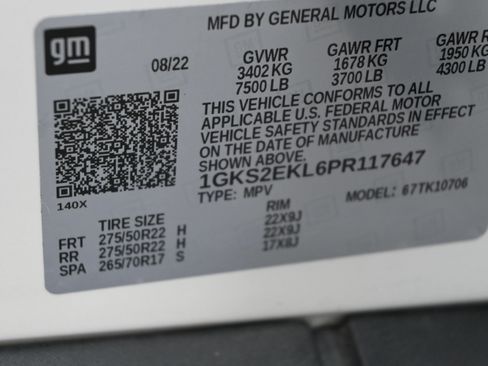 gm
MFD BY GENERAL MOTORS LLC
08/22 GVWR GAWR FRT GAWR
3402 KG 1678 KG 1950 KG
7500 LB 3700 LB 4300 LB
THIS VEHICLE CONFORMS TO ALL
APPLICABLE U.S. FEDERAL MOTOR
VEHICLE SAFETY STANDARDS IN EFFECT
ON THE DATE OF MANUFACTURE
SHOWN ABOVE.
1GKS2EKL6PR117647
TYPE: MPV MODEL: 67TK10706
140X
TIRE SIZE RIM
FRT 275/50R22 H 22X9J
RR 275/50R22 H 22X9J
SPA 265/70R17 S 17X8J